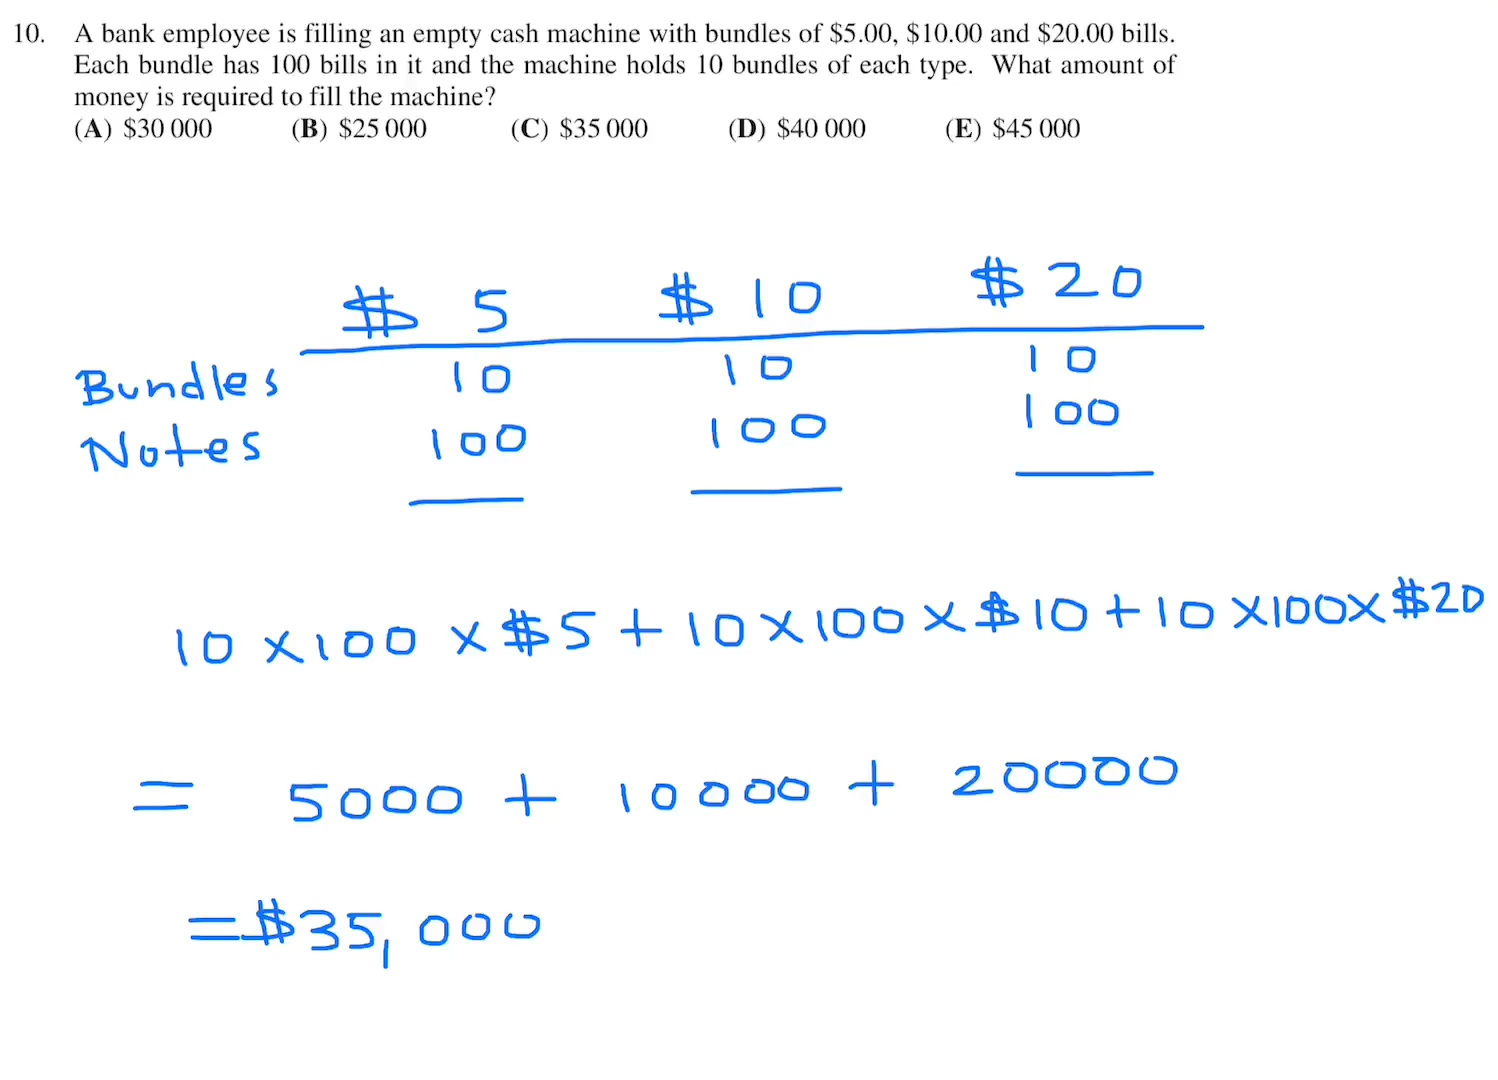 10. A bank employee is filling an empty cash machine with bundles of $5.00, $10.00 and $20.00 bills.
Each bundle has 100 bills in it and the machine holds 10 bundles of each type. What amount of
money is required to fill the machine?
(A) $30 000 (B) $25 000 (C) $35 000 (D) $40 000 (E) $45 000
$ 5 $ 10 $ 20
Bundles 10 10 10
Notes 100 100 100
10 x 100 x $5 + 10 x 100 x $10 + 10 x 100 x $20
= 5000 + 10000 + 20000
= $35,000